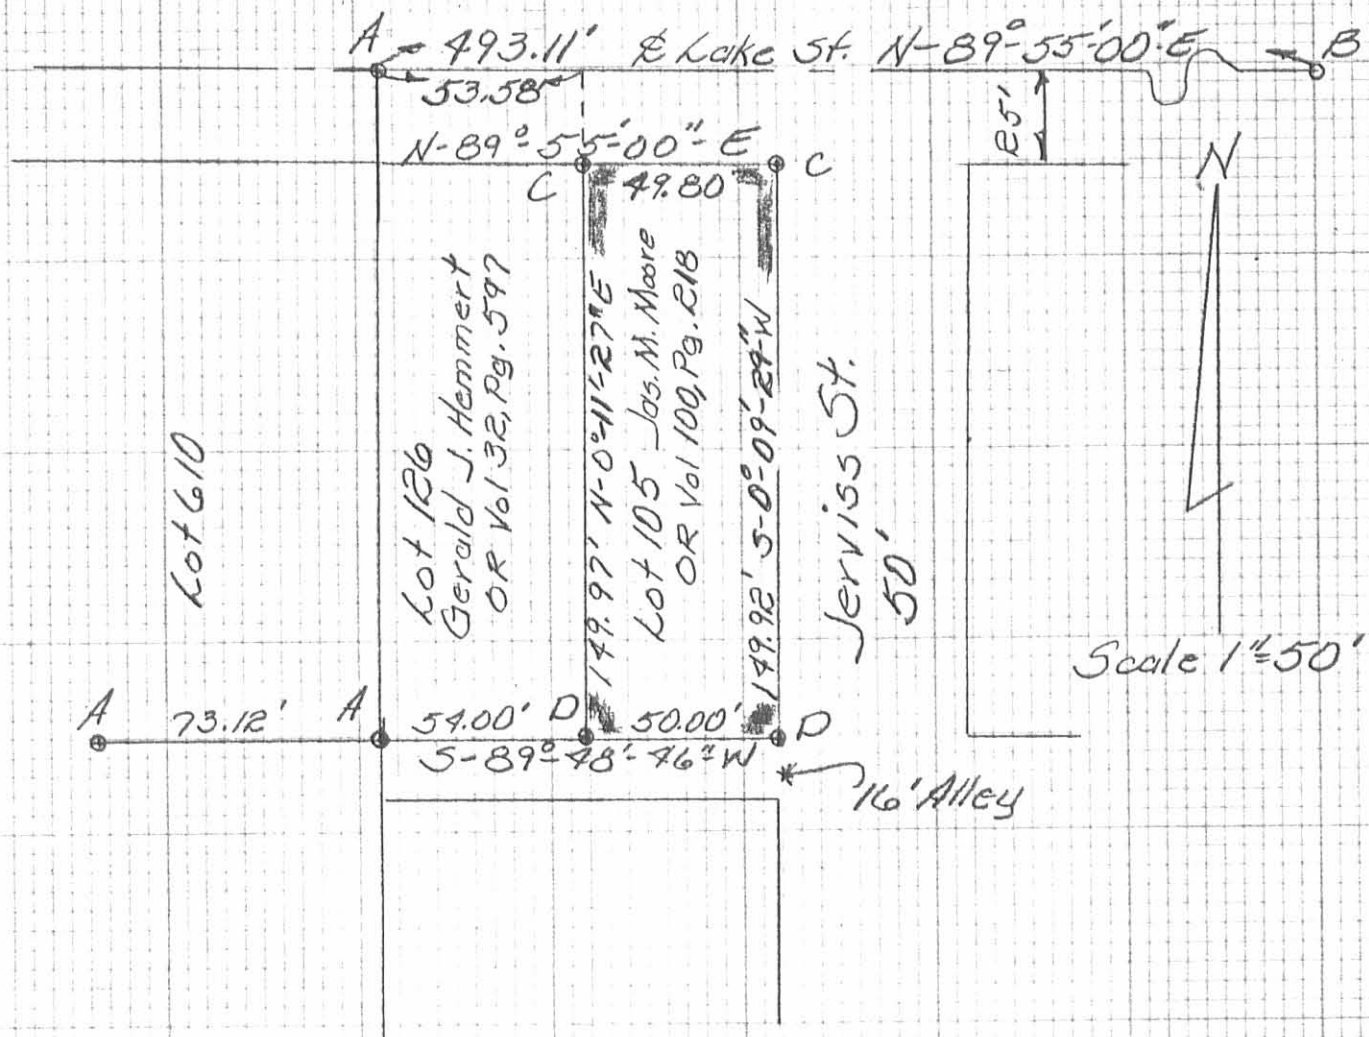 A 493.11' ℄ Lake St. N-89°-55'-00"-E B
53.58
25'
N-89°-55'-00"-E
C 49.80 C
N
Lot 610
Lot 126
Gerald J. Hemmert
OR Vol 132, Pg. 597
149.97' N-0°-11'-27"E
Lot 105 Jas. M. Moore
OR Vol 100, Pg. 218
149.92' S-0°-09'-24"-W
Jerviss St.
50'
Scale 1"=50'
A 73.12' A 54.00' D 50.00' D
S-89°-48'-46"-W
* 16' Alley